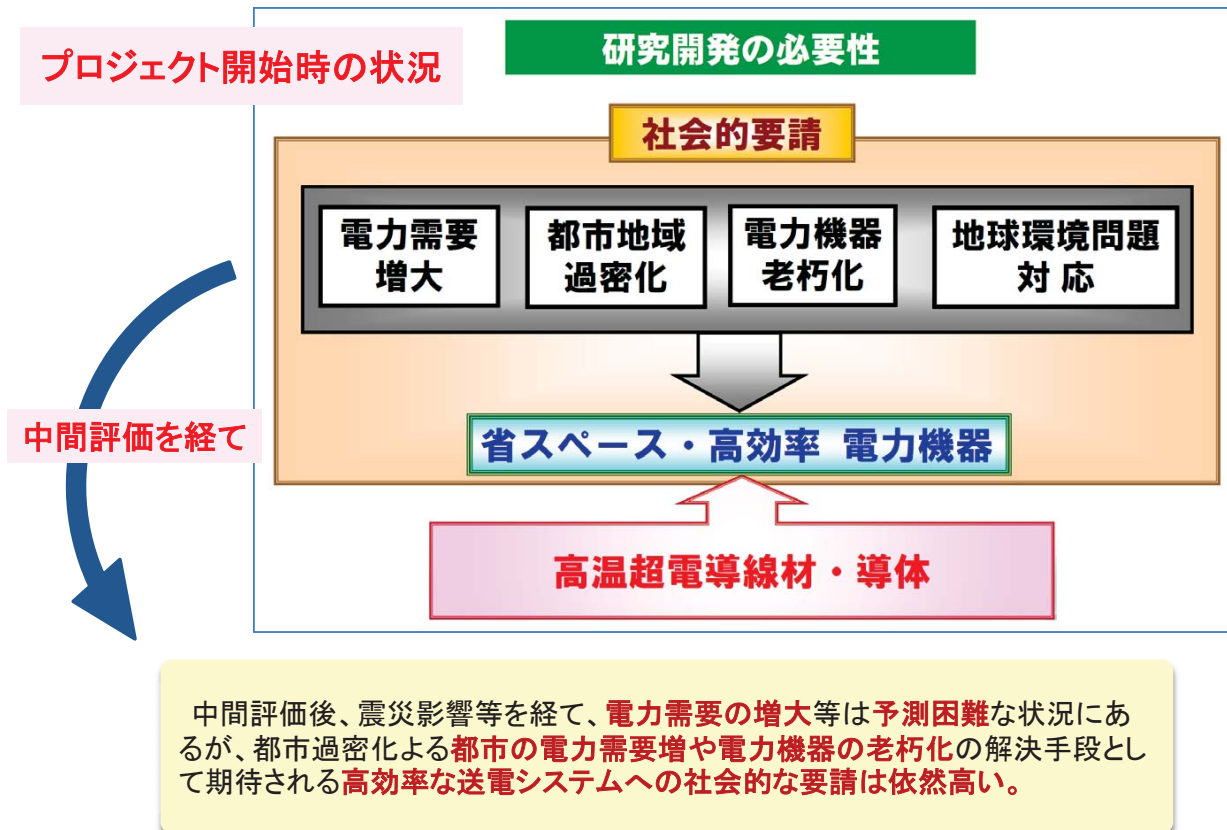 プロジェクト開始時の状況
研究開発の必要性
社会的要請
電力需要
増大
都市地域
過密化
電力機器
老朽化
地球環境問題
対 応
省スペース・高効率 電力機器
高温超電導線材・導体
中間評価を経て
中間評価後、震災影響等を経て、電力需要の増大等は予測困難な状況にあ
るが、都市過密化よる都市の電力需要増や電力機器の老朽化の解決手段とし
て期待される高効率な送電システムへの社会的な要請は依然高い。